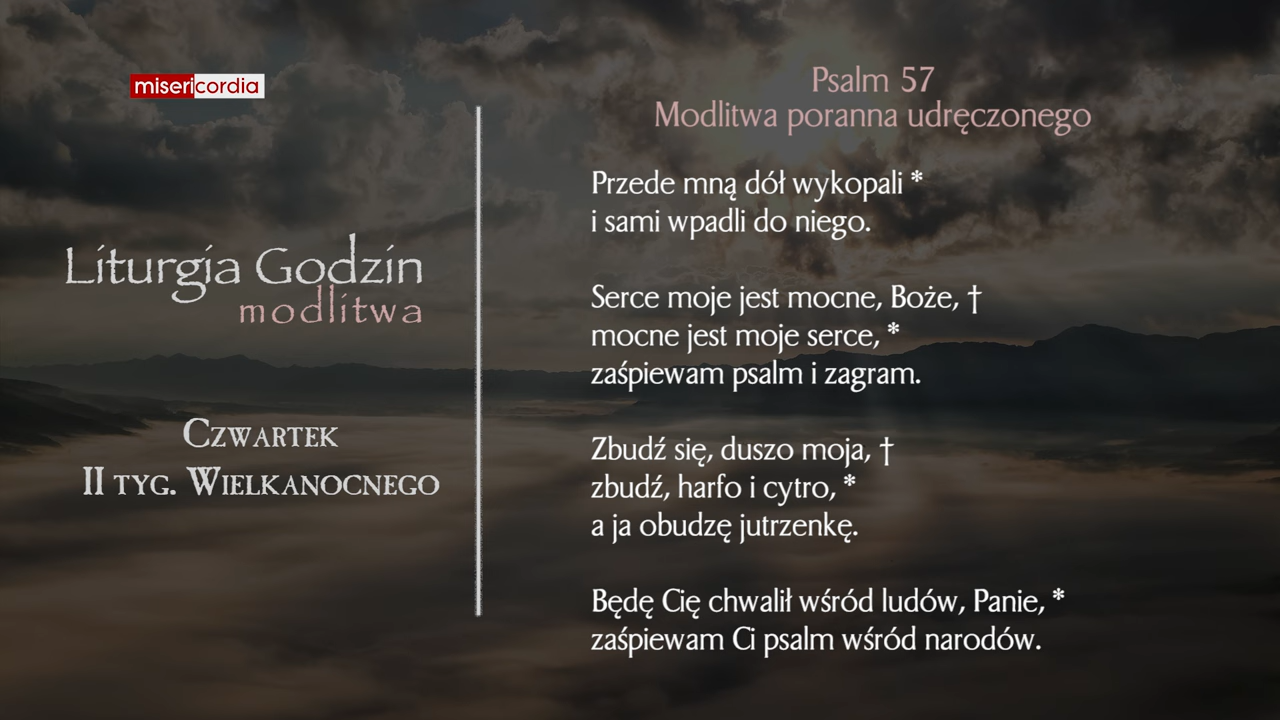 misericordia
Liturgia Godzin
modlitwa
Czwartek
II tyg. Wielkanocnego
Psalm 57
Modlitwa poranna udręczonego
Przede mną dół wykopali *
i sami wpadli do niego.
Serce moje jest mocne, Boże, †
mocne jest moje serce, *
zaśpiewam psalm i zagram.
Zbudź się, duszo moja, †
zbudź, harfo i cytro, *
a ja obudzę jutrzenkę.
Będę Cię chwalił wśród ludów, Panie, *
zaśpiewam Ci psalm wśród narodów.